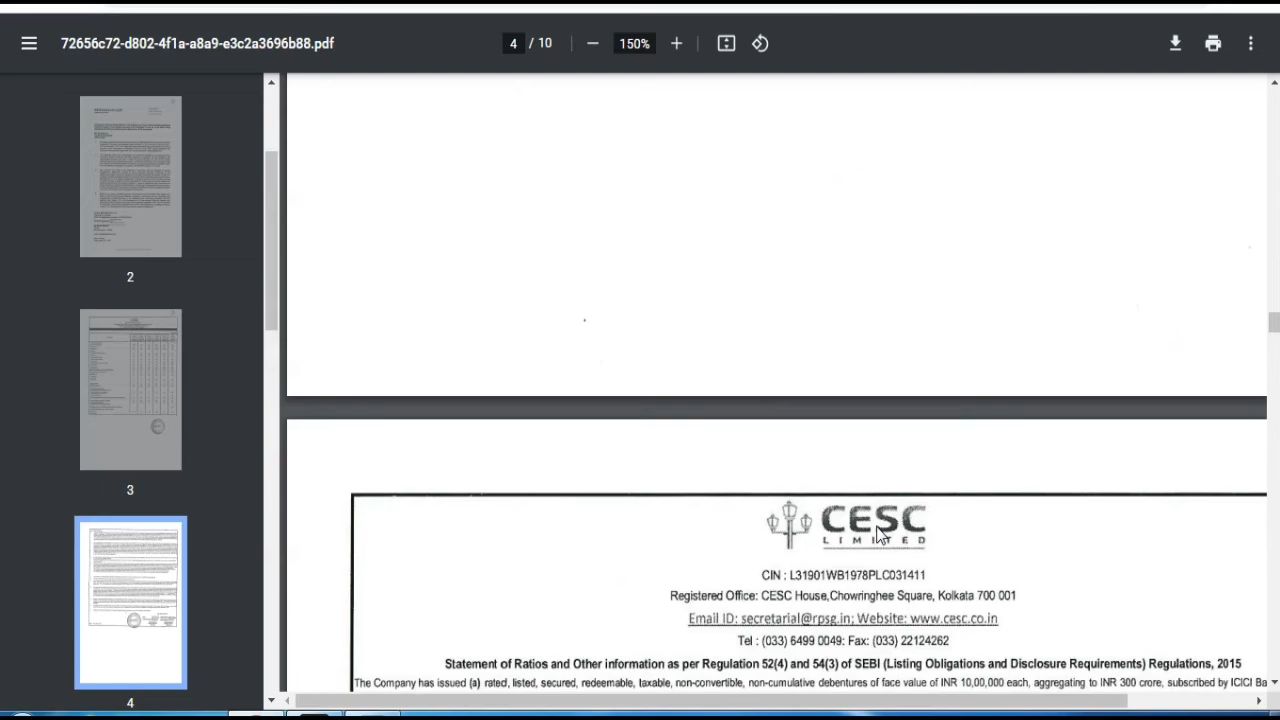 72656c72-d802-4f1a-a8a9-e3c2a3696b88.pdf
4 / 10
150%
2
3
4
CESC
LIMITED
CIN : L31901WB1978PLC031411
Registered Office: CESC House,Chowringhee Square, Kolkata 700 001
Email ID: secretarial@rpsg.in; Website: www.cesc.co.in
Tel : (033) 6499 0049: Fax: (033) 22124262
Statement of Ratios and Other information as per Regulation 52(4) and 54(3) of SEBI (Listing Obligations and Disclosure Requirements) Regulations, 2015
The Company has issued (a) rated, listed, secured, redeemable, taxable, non-convertible, non-cumulative debentures of face value of INR 10,00,000 each, aggregating to INR 300 crore, subscribed by ICICI Ba